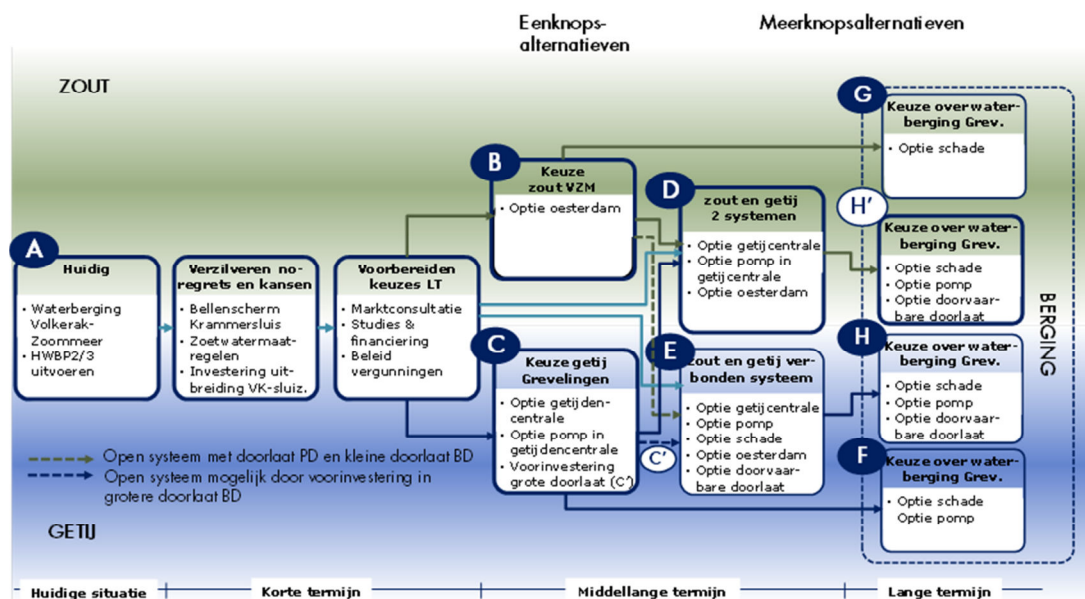 Eenknops-
alternatieven
Meerknopsalternatieven
ZOUT
A
Huidig
• Waterberging
Volkerak-
Zoommeer
• HWBP2/3
uitvoeren
Verzilveren no-
regrets en kansen
• Bellenscherm
Krammersluis
• Zoetwatermaat-
regelen
• Investering uit-
breiding VK-sluiz.
Voorbereiden
keuzes LT
• Marktconsultatie
• Studies &
financiering
• Beleid
vergunningen
B
Keuze
zout VZM
• Optie oesterdam
C
Keuze getij
Grevelingen
• Optie getijden-
centrale
• Optie pomp in
getijdencentrale
• Voorinvestering
grote doorlaat (C')
D
zout en getij
2 systemen
• Optie getijcentrale
• Optie pomp in
getijcentrale
• Optie oesterdam
E
zout en getij ver-
bonden systeem
• Optie getijcentrale
• Optie pomp
• Optie schade
• Optie oesterdam
• Optie doorvaar-
bare doorlaat
C'
G
Keuze over water-
berging Grev.
• Optie schade
H'
Keuze over water-
berging Grev.
• Optie schade
• Optie pomp
• Optie doorvaar-
bare doorlaat
H
Keuze over water-
berging Grev.
• Optie schade
• Optie pomp
• Optie doorvaar-
bare doorlaat
F
Keuze over water-
berging Grev.
• Optie schade
Optie pomp
BERGING
Open systeem met doorlaat PD en kleine doorlaat BD
Open systeem mogelijk door voorinvestering in
grotere doorlaat BD
GETIJ
Huidige situatie
Korte termijn
Middellange termijn
Lange termijn